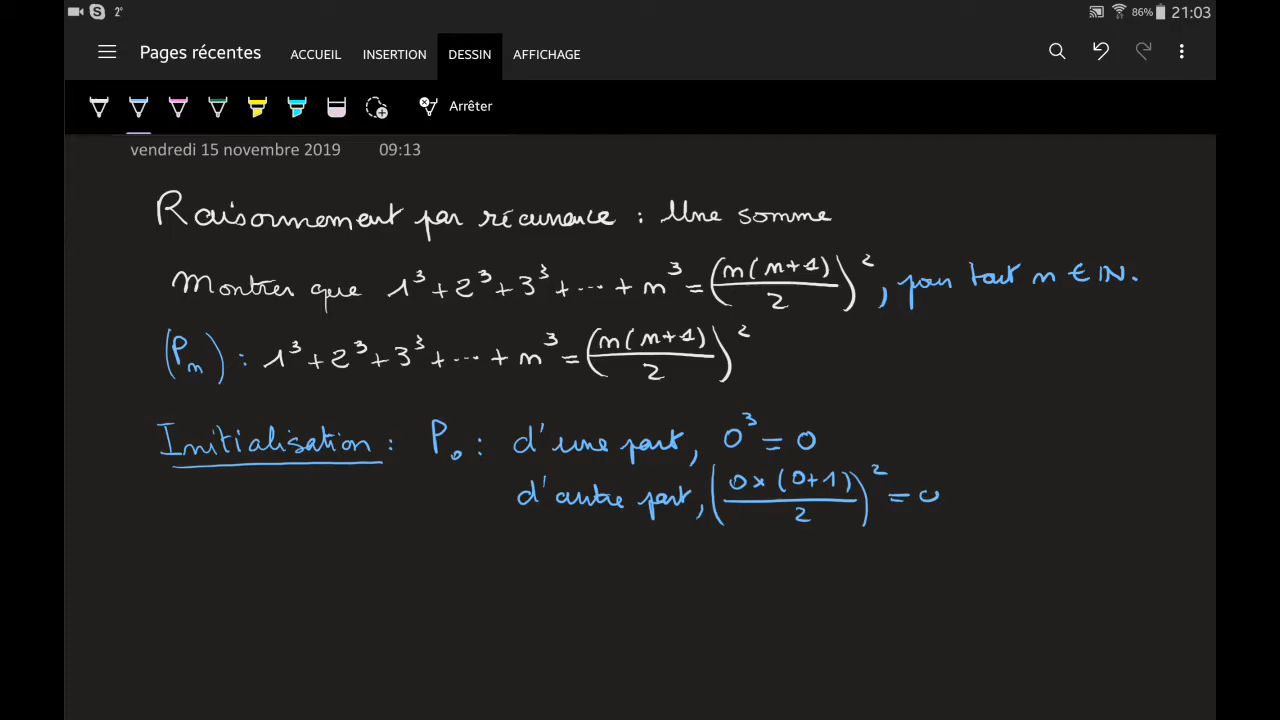 2° 86% 21:03
Pages récentes ACCUEIL INSERTION DESSIN AFFICHAGE
Arrêter
vendredi 15 novembre 2019 09:13
Raisonnement par récurrence : Une somme
Montrer que 1³ + 2³ + 3³ + ... + n³ = (n(n+1)/2)², pour tout n ∈ ℕ.
(Pₙ) : 1³ + 2³ + 3³ + ... + n³ = (n(n+1)/2)²
Initialisation : P₀ : d'une part, 0³ = 0
d'autre part, (0×(0+1)/2)² = 0